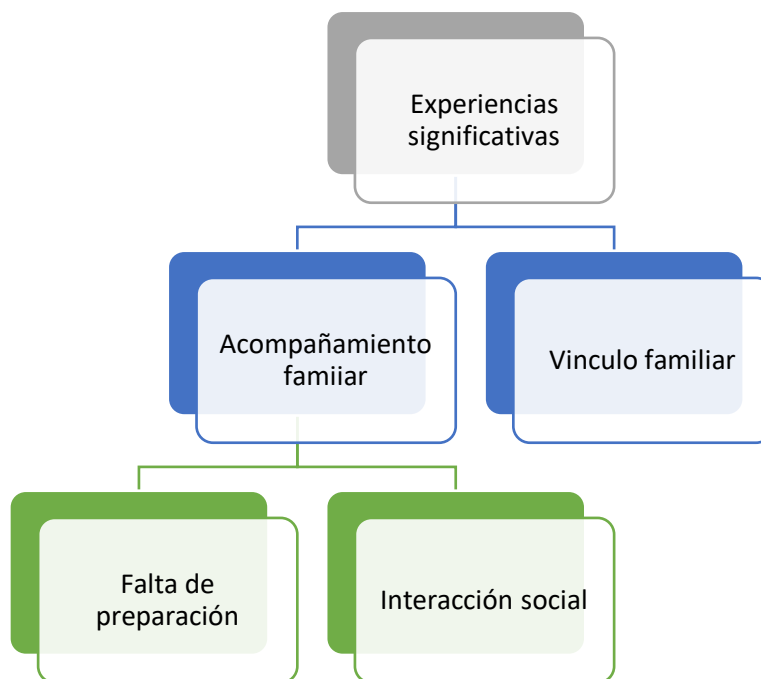 Experiencias
significativas
Acompañamiento
famiiar
Vinculo familiar
Falta de
preparación
Interacción social